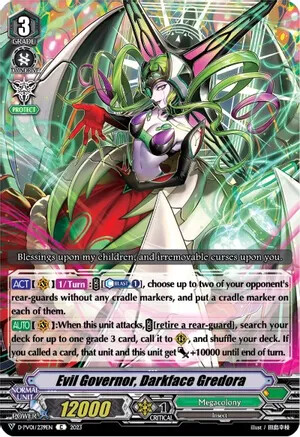 3
GRADE
PROTECT
Blessings upon my children, and irremovable curses upon you.
ACT 1/Turn: BLAST 1, choose up to two of your opponent's
rear-guards without any cradle markers, and put a cradle marker on
each of them.
AUTO :When this unit attacks, [retire a rear-guard], search your
deck for up to one grade 3 card, call it to , and shuffle your deck. If
you called a card, that unit and this unit get +10000 until end of turn.
NORMAL UNIT
Evil Governor, Darkface Gredora
POWER
12000
1
CRITICAL
Megacolony
Insect
D-PV01/239EN C 2023
Illust /